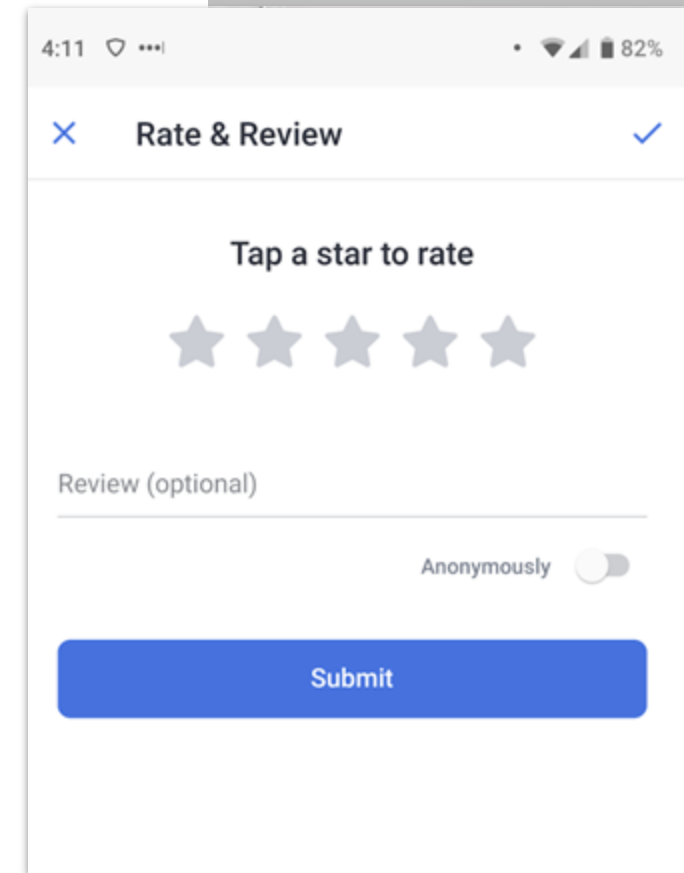 4:11 82%
Rate & Review
Tap a star to rate
Review (optional)
Anonymously
Submit